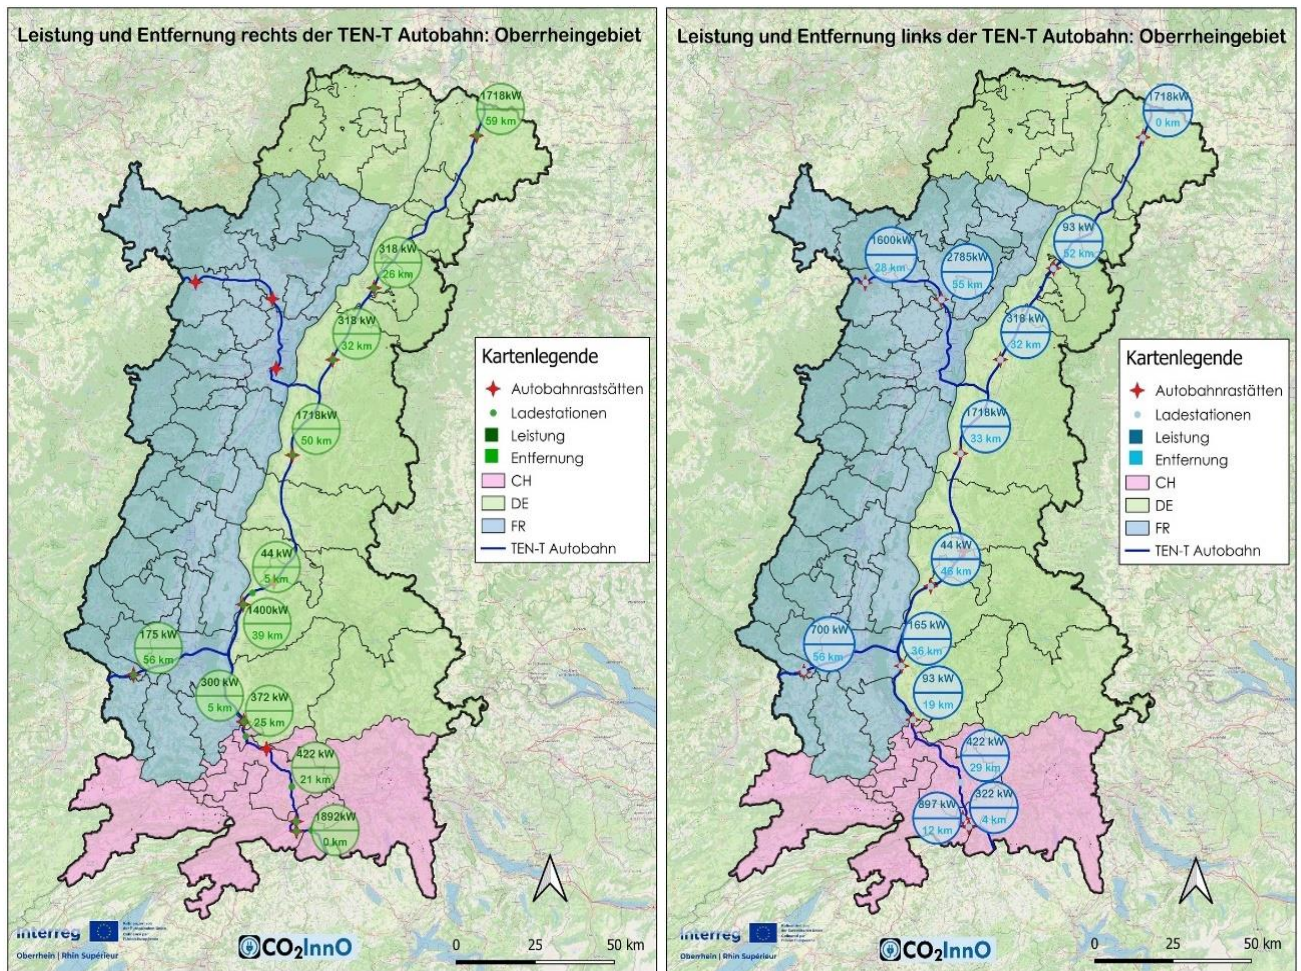 Leistung und Entfernung rechts der TEN-T Autobahn: Oberrheingebiet
1718kW
59 km
318 kW
26 km
318 kW
32 km
1718kW
50 km
44 kW
5 km
1400kW
39 km
175 kW
56 km
300 kW
5 km
372 kW
25 km
422 kW
21 km
1892kW
0 km
Kartenlegende
Autobahnrastsätten
Ladestationen
Leistung
Entfernung
CH
DE
FR
TEN-T Autobahn
Interreg
Oberrhein | Rhin Supérieur
CO2InnO
0 25 50 km
Leistung und Entfernung links der TEN-T Autobahn: Oberrheingebiet
1718kW
0 km
93 kW
52 km
1600kW
28 km
2785kW
55 km
318 kW
32 km
1718kW
33 km
44 kW
46 km
165 kW
36 km
700 kW
56 km
93 kW
19 km
422 kW
29 km
322 kW
4 km
897 kW
12 km
Kartenlegende
Autobahnrastätten
Ladestationen
Leistung
Entfernung
CH
DE
FR
TEN-T Autobahn
Interreg
Oberrhein | Rhin Supérieur
CO2InnO
0 25 50 km